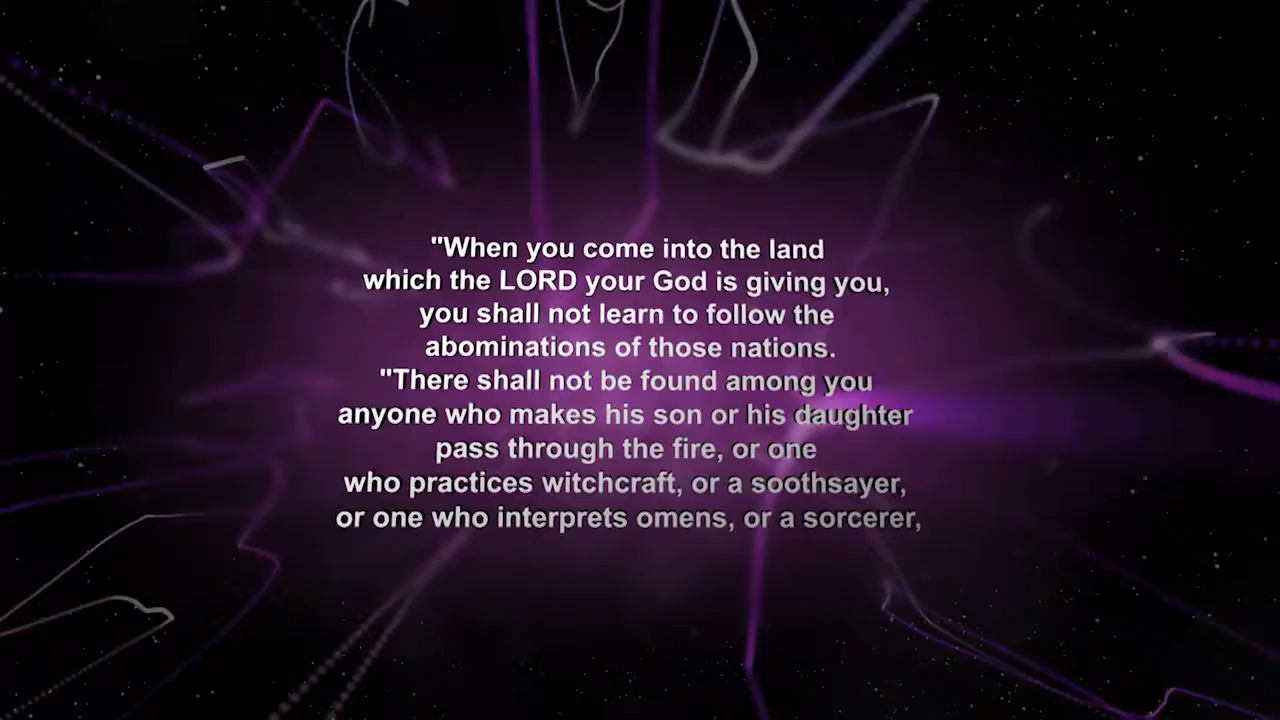 "When you come into the land
which the LORD your God is giving you,
you shall not learn to follow the
abominations of those nations.
"There shall not be found among you
anyone who makes his son or his daughter
pass through the fire, or one
who practices witchcraft, or a soothsayer,
or one who interprets omens, or a sorcerer,